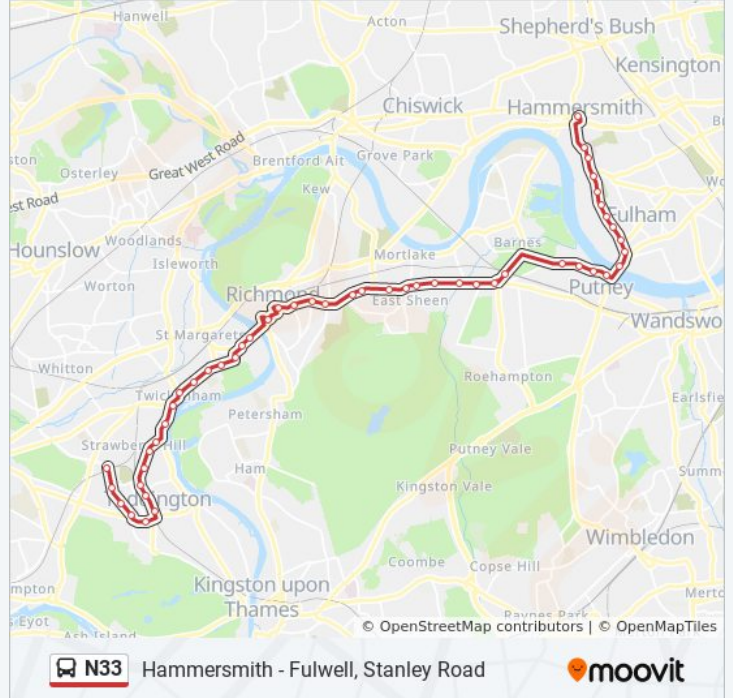 Hanwell
Acton
Shepherd's Bush
Kensington
Chiswick
Hammersmith
Great West Road
Brentford Ait
Grove Park
Osterley
Kew
st Road
Fulham
Hounslow
Woodlands
Barnes
Isleworth
Mortlake
Worton
Richmond
East Sheen
Putney
St Margarets
Wandswo
Whitton
Roehampton
Twickenham
Earlsfie
Petersham
Strawberry Hill
Putney Vale
Ham
Summ
Kingston Vale
Teddington
Wimbledon
Coombe
Copse Hill
Kingston upon
Thames
mpton
Merto
s Eyot
Raynes Park
Ash Island
© OpenStreetMap contributors | © OpenMapTiles
N33 Hammersmith - Fulwell, Stanley Road
moovit